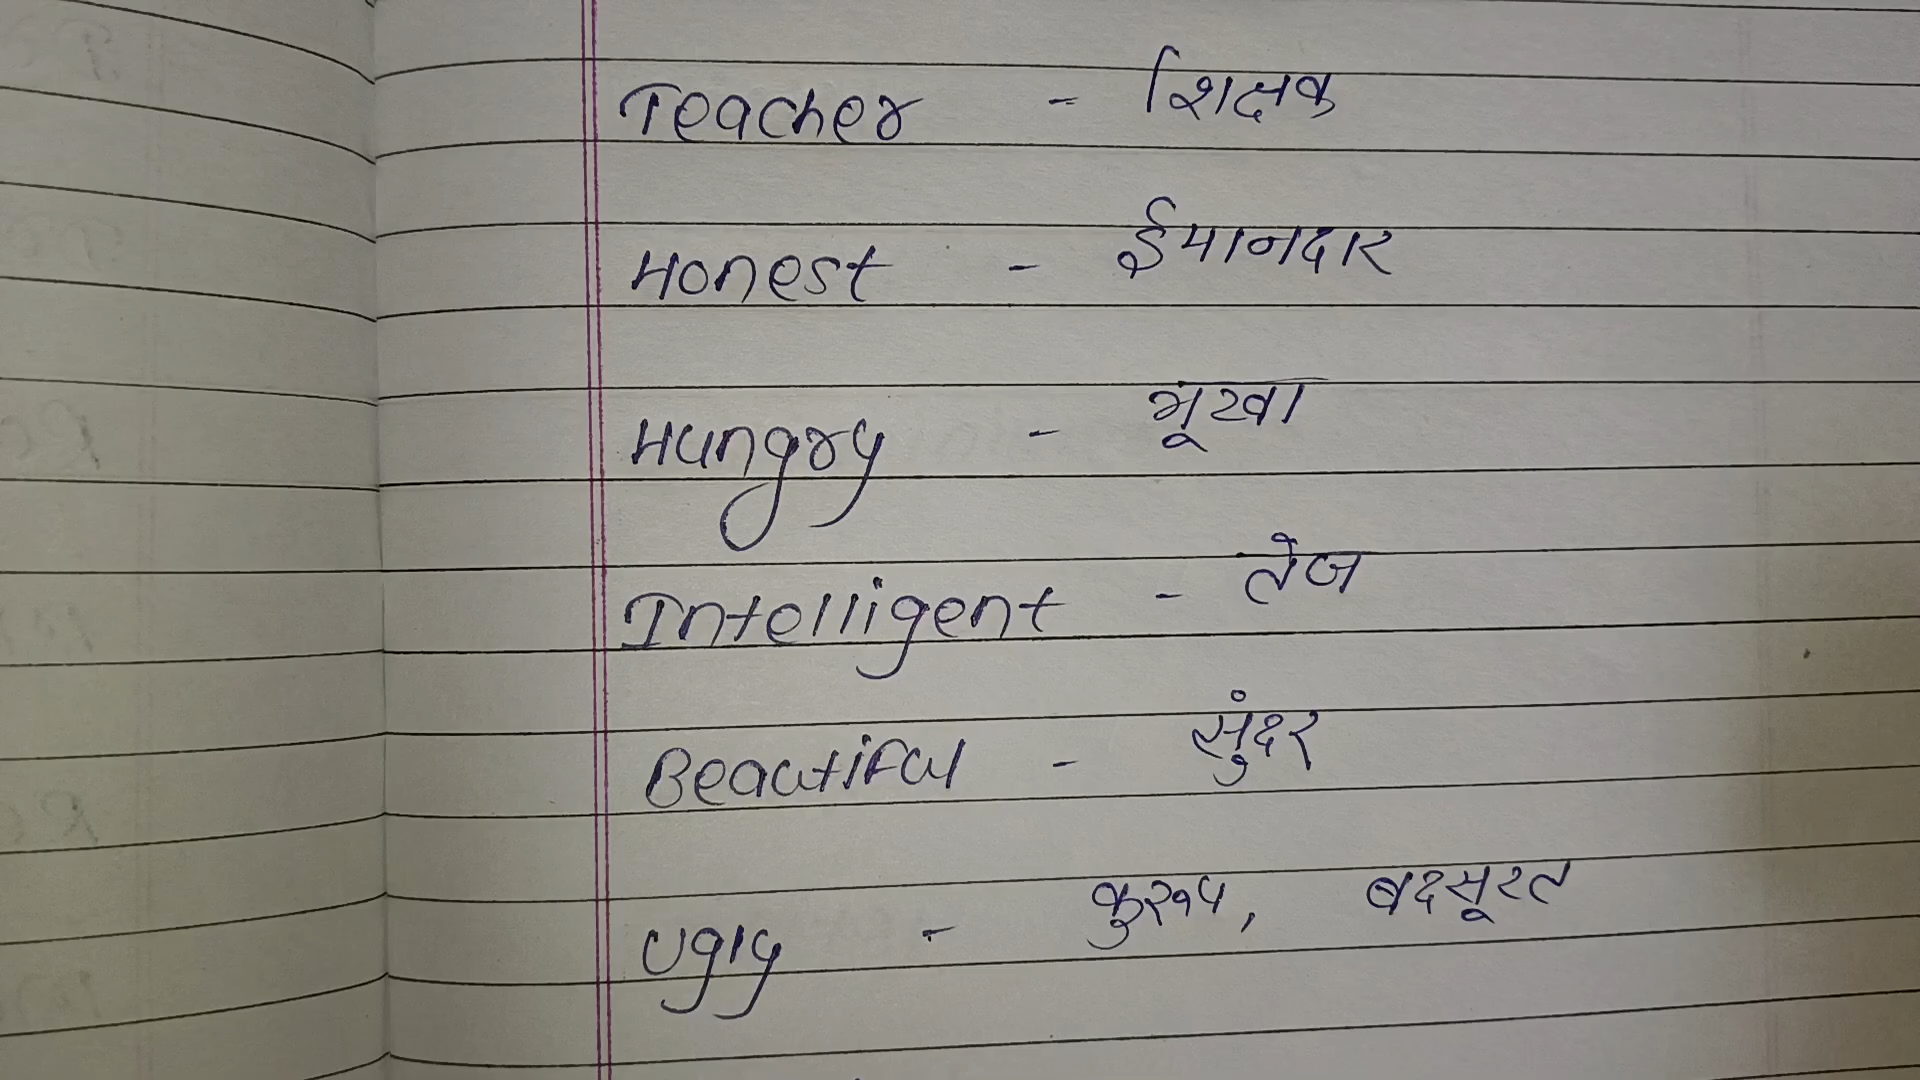 Teacher - शिक्षक
Honest - ईमानदार
Hungry - भूखा
Intelligent - तेज
Beautiful - सुंदर
Ugly - कुरूप, बदसूरत